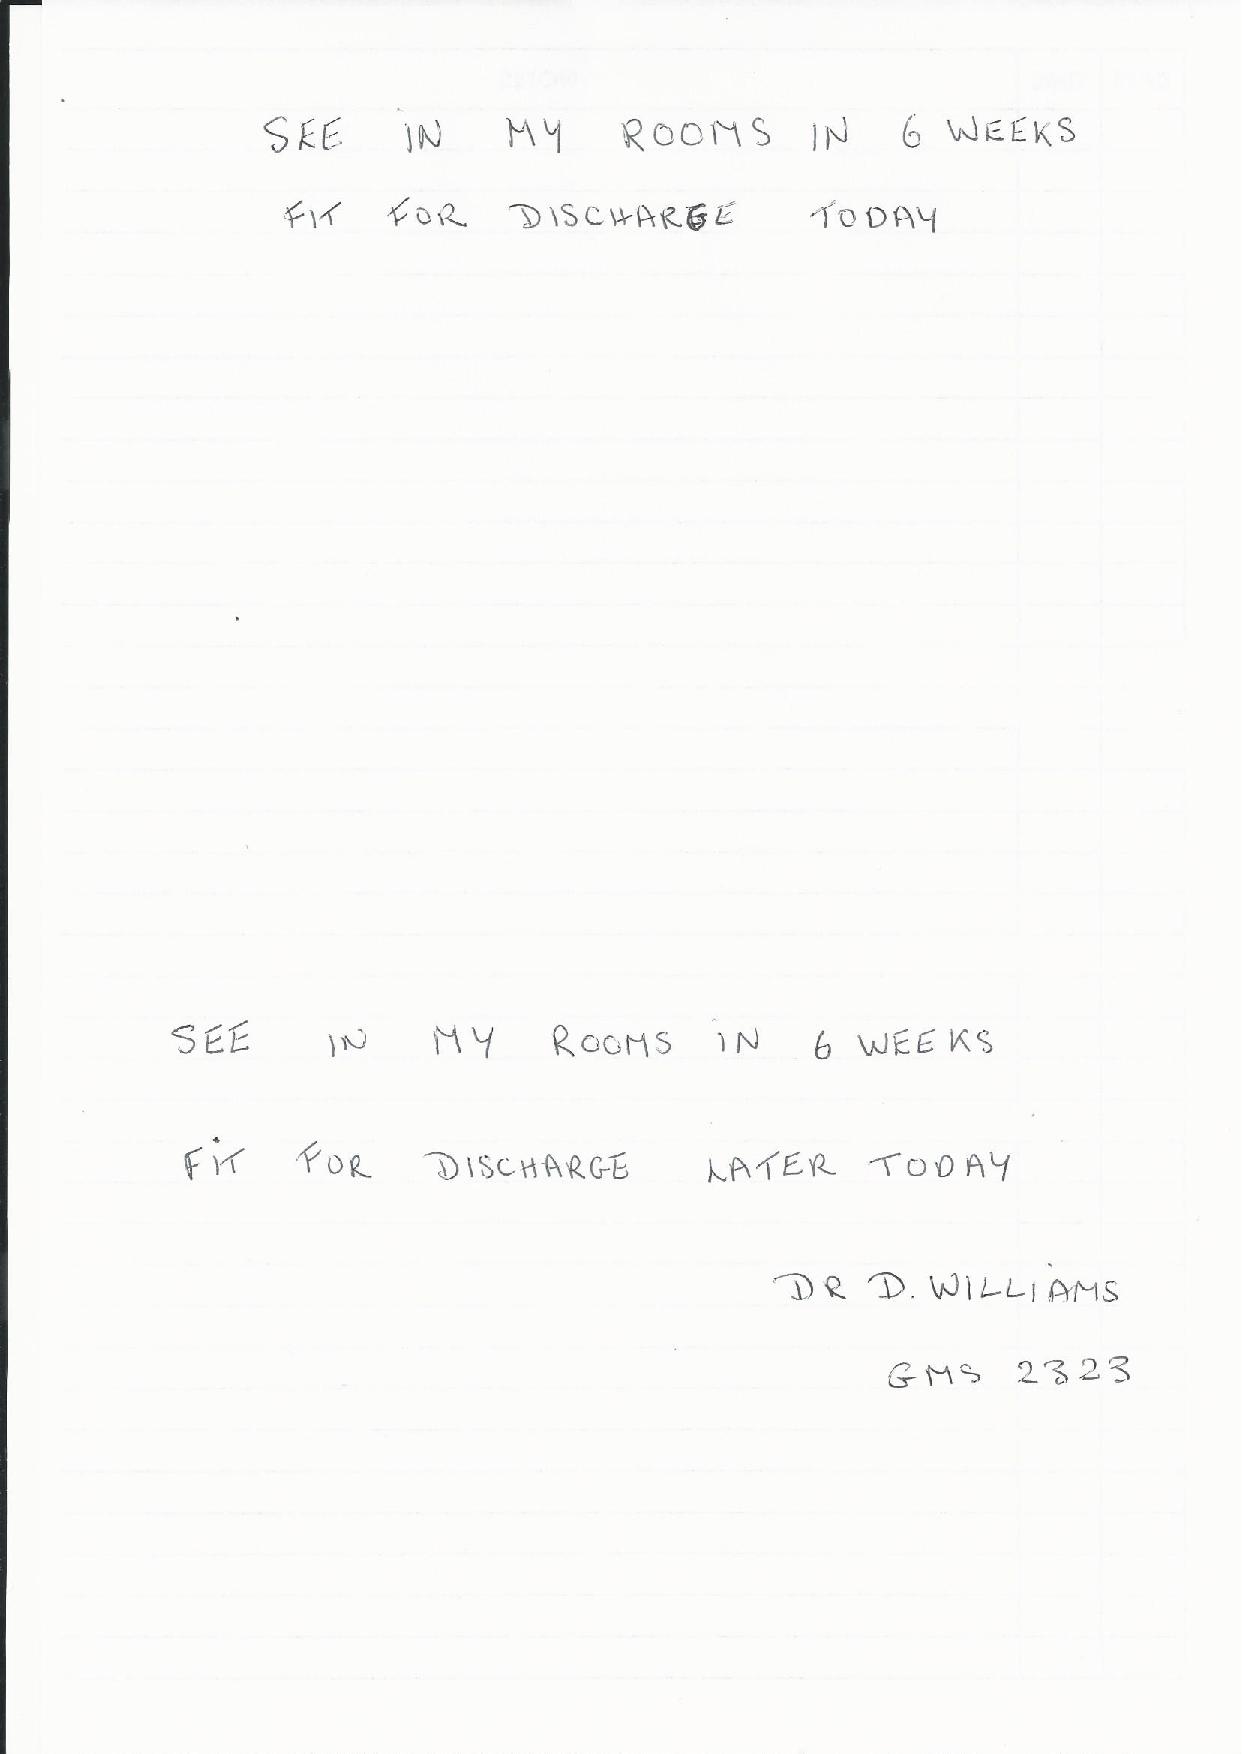 SEE IN MY ROOMS IN 6 WEEKS
FIT FOR DISCHARGE TODAY
SEE IN MY ROOMS IN 6 WEEKS
FIT FOR DISCHARGE LATER TODAY
DR D. WILLIAMS
GMS 2323